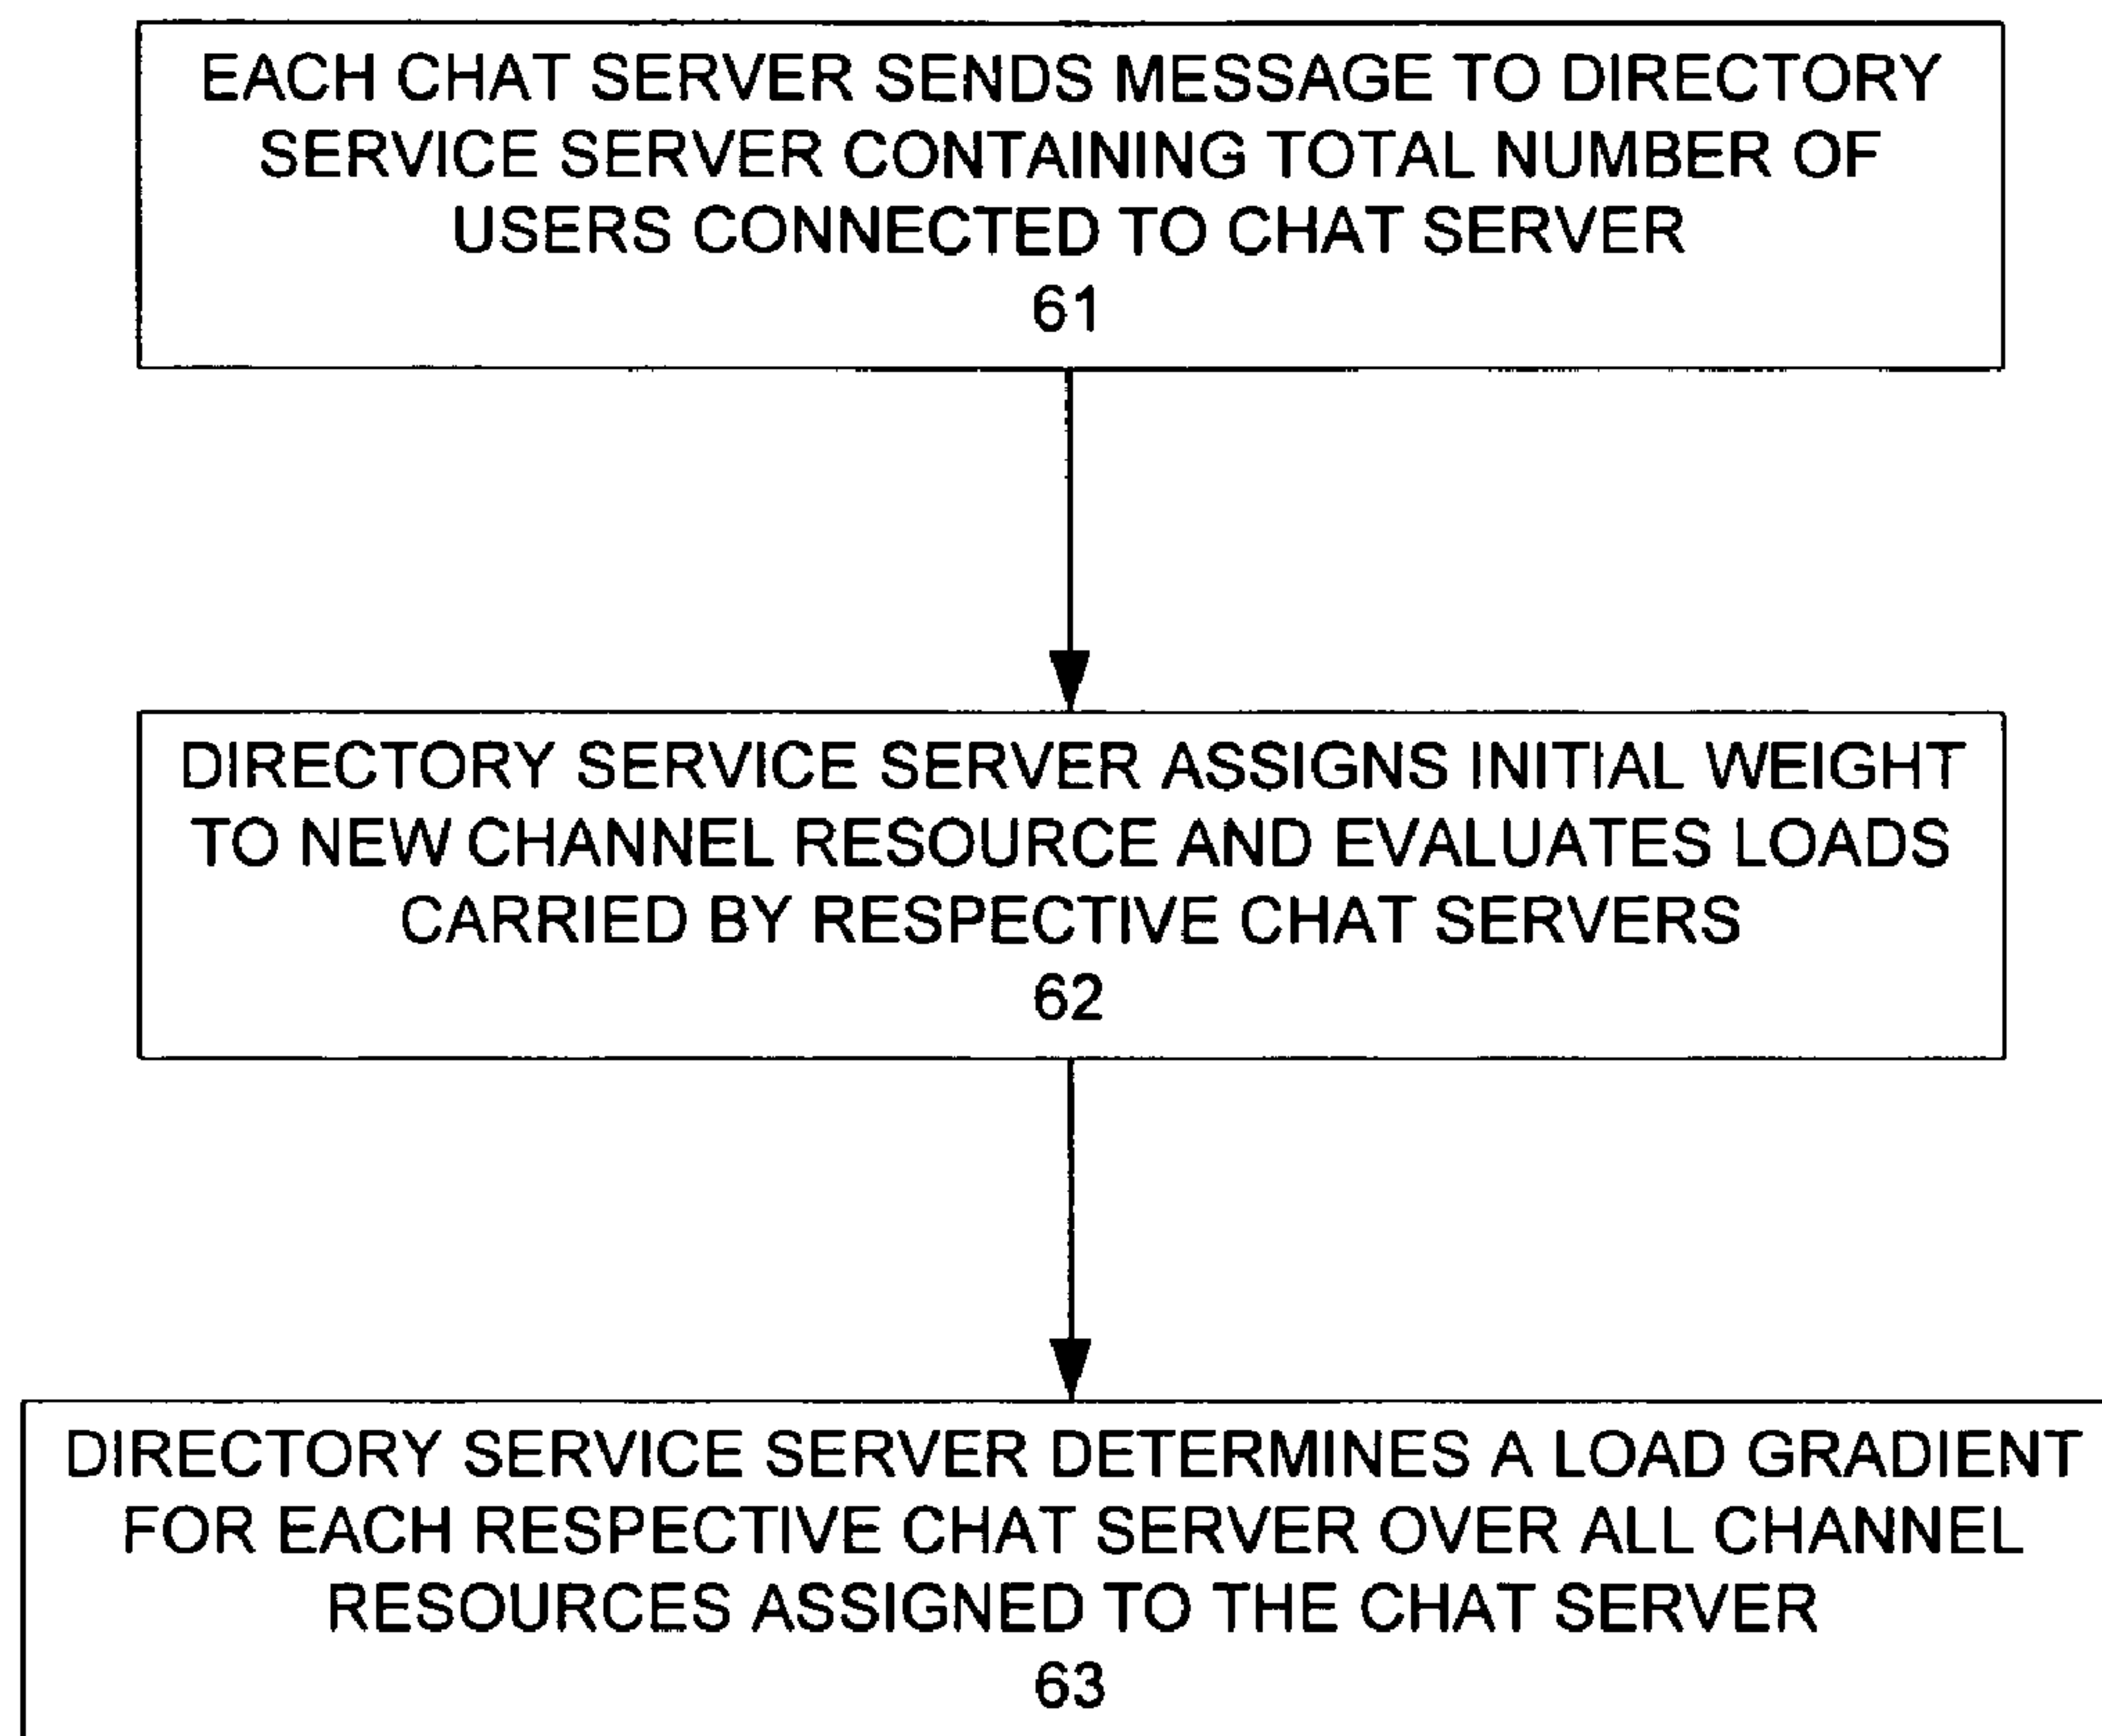 EACH CHAT SERVER SENDS MESSAGE TO DIRECTORY
SERVICE SERVER CONTAINING TOTAL NUMBER OF
USERS CONNECTED TO CHAT SERVER
61
DIRECTORY SERVICE SERVER ASSIGNS INITIAL WEIGHT
TO NEW CHANNEL RESOURCE AND EVALUATES LOADS
CARRIED BY RESPECTIVE CHAT SERVERS
62
DIRECTORY SERVICE SERVER DETERMINES A LOAD GRADIENT
FOR EACH RESPECTIVE CHAT SERVER OVER ALL CHANNEL
RESOURCES ASSIGNED TO THE CHAT SERVER
63